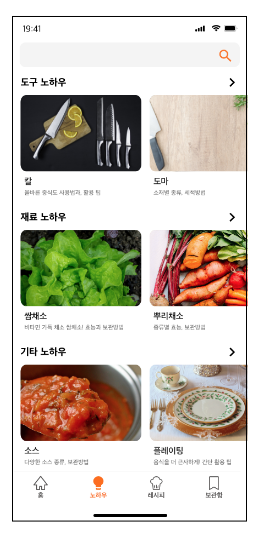 19:41
도구 노하우
칼
올바른 종식도 사용법과, 활용 팁
도마
소재별 종류, 세척방법
재료 노하우
쌈채소
비타민 가득 채소 쌈채소! 효능과 보관방법
뿌리채소
종류별 효능, 보관방법
기타 노하우
소스
다양한 소스 종류, 보관방법
플레이팅
음식을 더 근사하게! 간단 활용 팁
홈
노하우
레시피
보관함